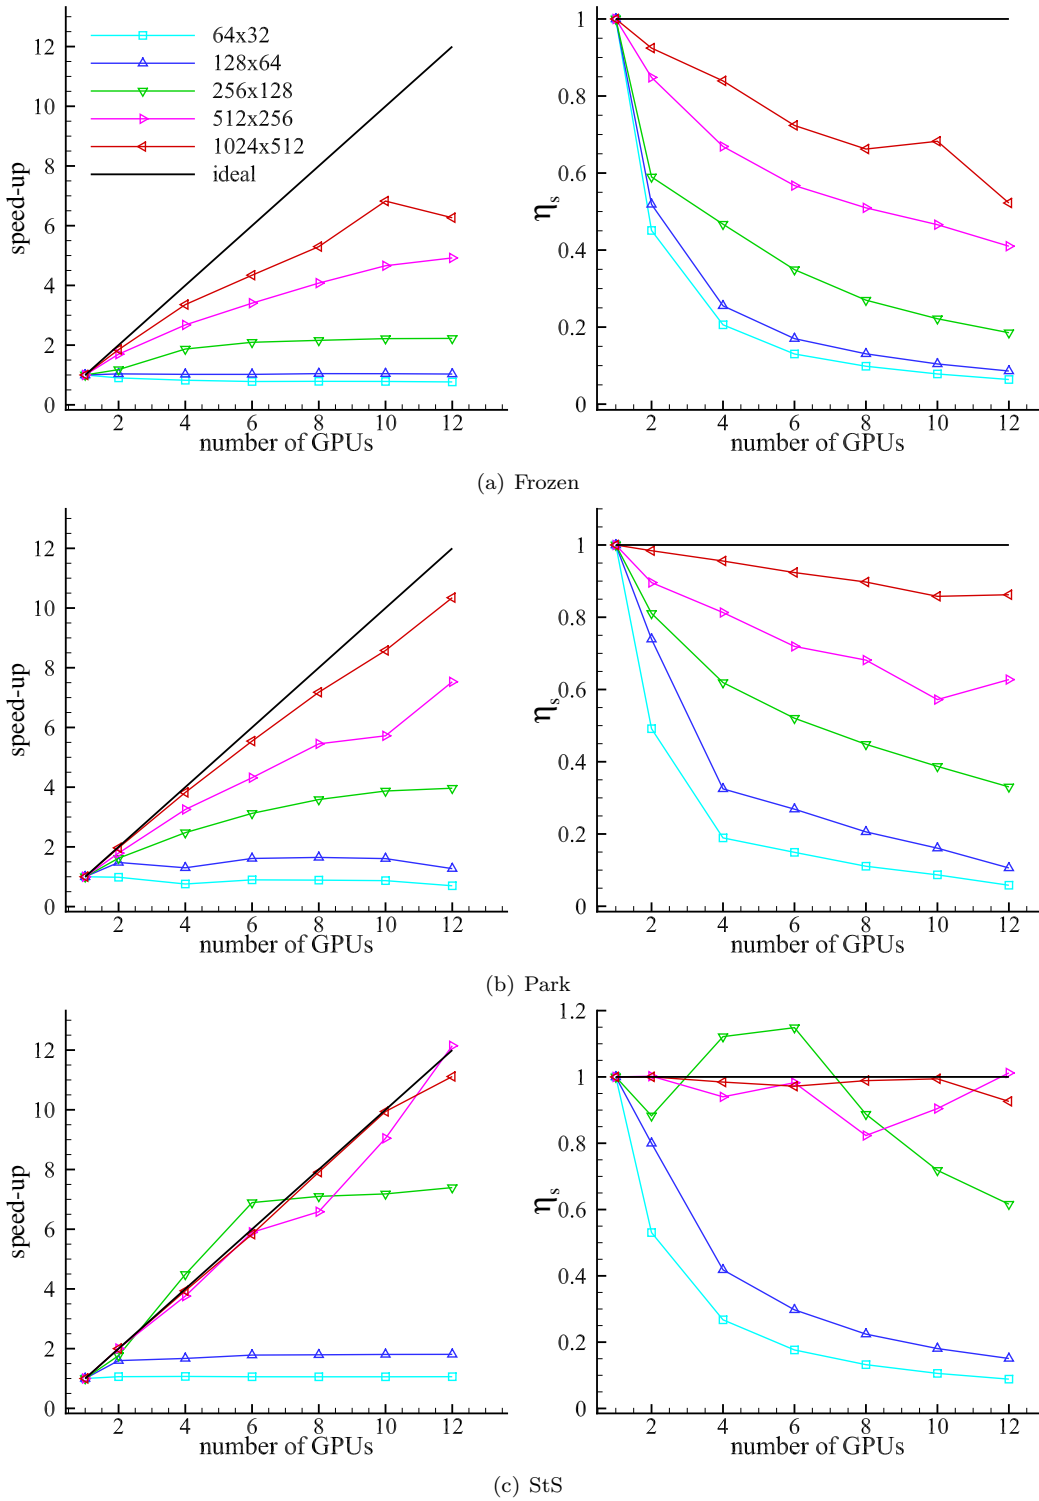 12
10
8
6
4
2
0
speed-up
64x32
128x64
256x128
512x256
1024x512
ideal
2 4 6 8 10 12
number of GPUs
1
0.8
0.6
0.4
0.2
0
ηs
2 4 6 8 10 12
number of GPUs
(a) Frozen
12
10
8
6
4
2
0
speed-up
2 4 6 8 10 12
number of GPUs
1
0.8
0.6
0.4
0.2
0
ηs
2 4 6 8 10 12
number of GPUs
(b) Park
12
10
8
6
4
2
0
speed-up
2 4 6 8 10 12
number of GPUs
1.2
1
0.8
0.6
0.4
0.2
0
ηs
2 4 6 8 10 12
number of GPUs
(c) StS